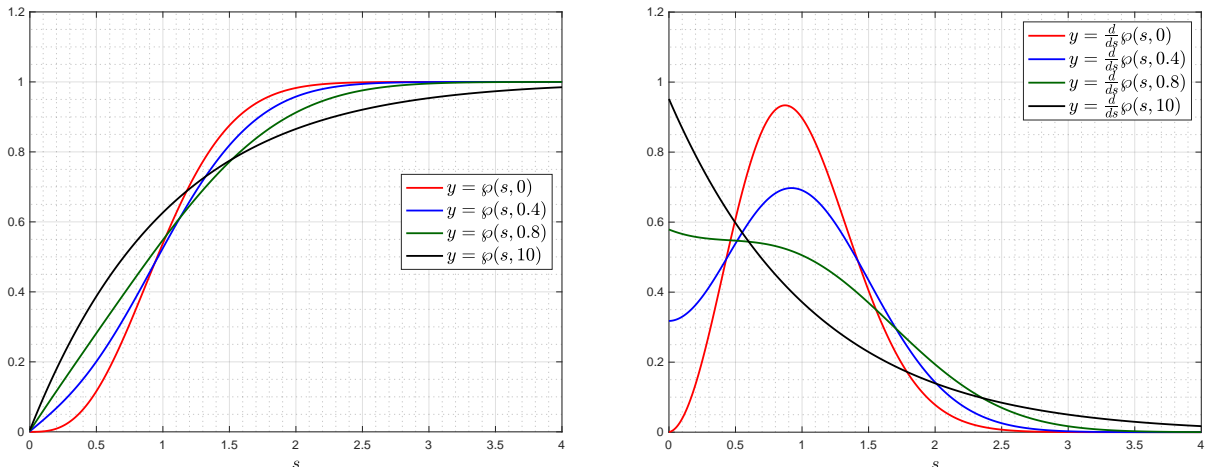 1.2
1
0.8
0.6
0.4
0.2
0
0 0.5 1 1.5 2 2.5 3 3.5 4
s
y = ℘(s, 0)
y = ℘(s, 0.4)
y = ℘(s, 0.8)
y = ℘(s, 10)
1.2
1
0.8
0.6
0.4
0.2
0
0 0.5 1 1.5 2 2.5 3 3.5 4
s
y = d/ds ℘(s, 0)
y = d/ds ℘(s, 0.4)
y = d/ds ℘(s, 0.8)
y = d/ds ℘(s, 10)